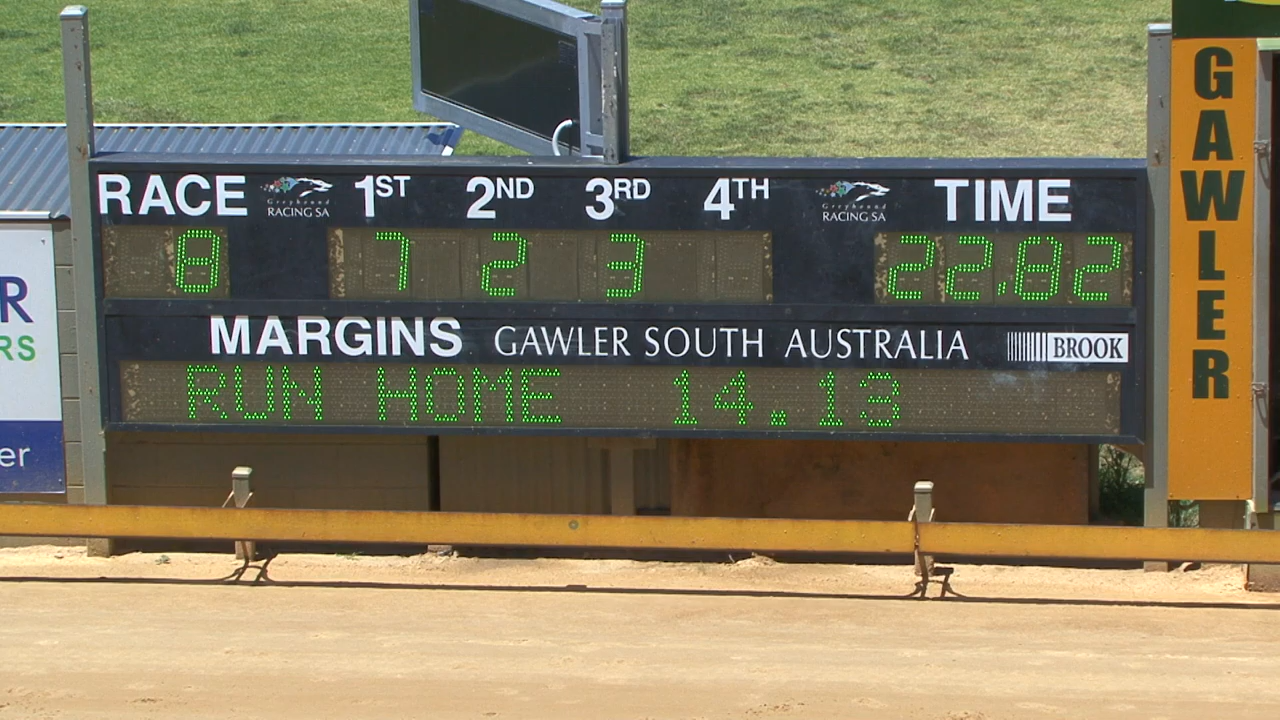 RACE Greyhound RACING SA 1ST 2ND 3RD 4TH Greyhound RACING SA TIME
8 7 2 3 22.82
MARGINS GAWLER SOUTH AUSTRALIA BROOK
RUN HOME 14.13
GAWLER
R
RS
er